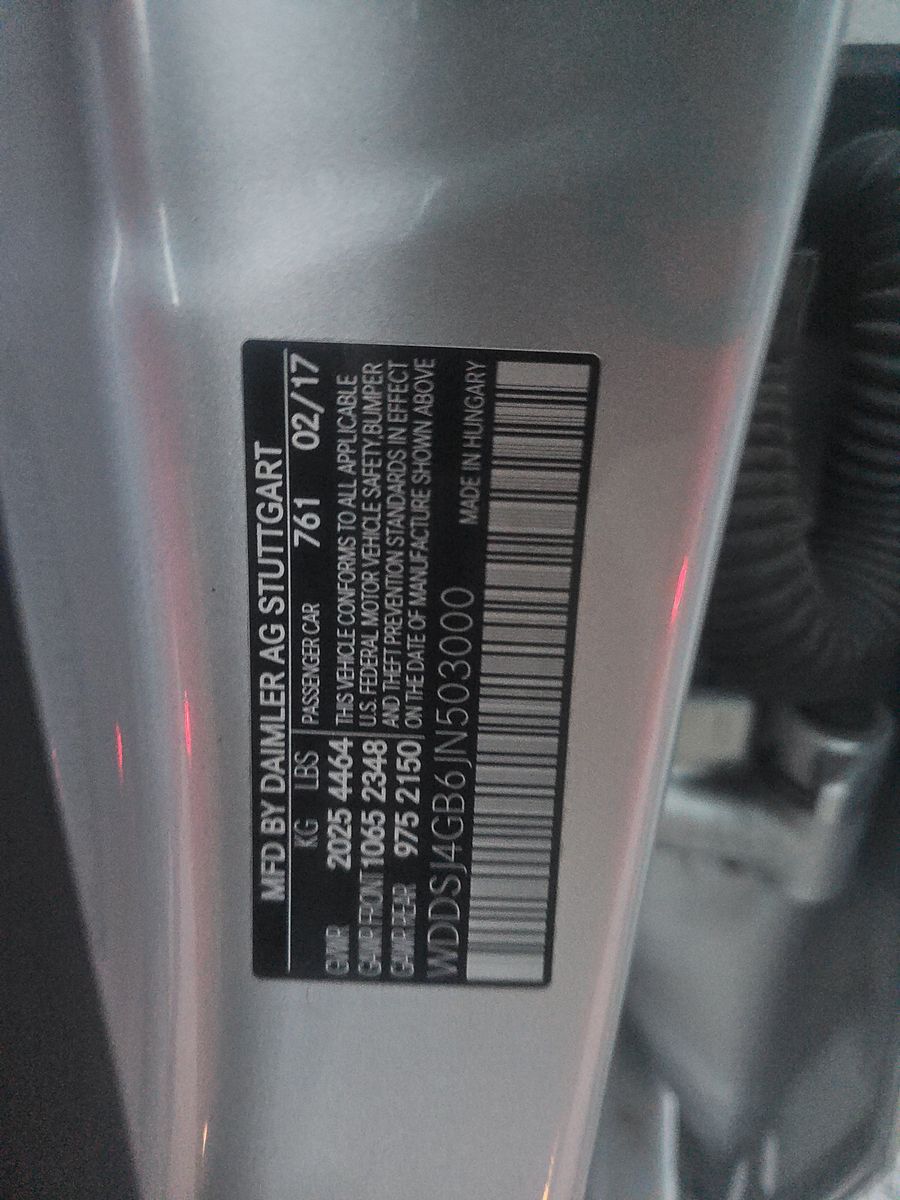 MFD BY DAIMLER AG STUTTGART
KG LBS PASSENGER CAR 761 02/17
GVWR 2025 4464 THIS VEHICLE CONFORMS TO ALL APPLICABLE
GAWR FRONT 1065 2348 U.S. FEDERAL MOTOR VEHICLE SAFETY,BUMPER
GAWR REAR 975 2150 AND THEFT PREVENTION STANDARDS IN EFFECT
ON THE DATE OF MANUFACTURE SHOWN ABOVE
WDDSJ4GB6JN503000 MADE IN HUNGARY